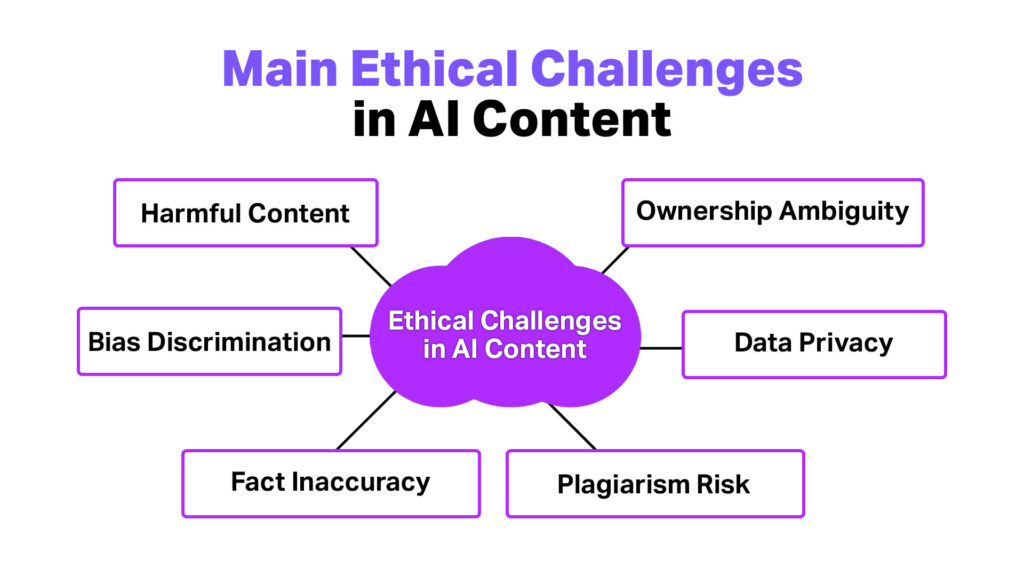 Main Ethical Challenges
in AI Content
Harmful Content
Ownership Ambiguity
Ethical Challenges
in AI Content
Bias Discrimination
Data Privacy
Fact Inaccuracy
Plagiarism Risk